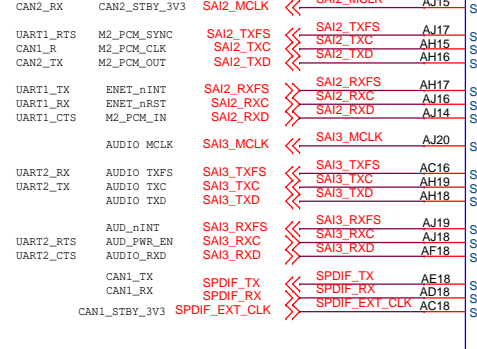 CAN2_RX CAN2_STBY_3V3 SAI2_MCLK SAI2_MCLK AJ15 S
UART1_RTS M2_PCM_SYNC SAI2_TXFS SAI2_TXFS AJ17 S
CAN1_R M2_PCM_CLK SAI2_TXC SAI2_TXC AH15 S
CAN2_TX M2_PCM_OUT SAI2_TXD SAI2_TXD AH16 S
UART1_TX ENET_nINT SAI2_RXFS SAI2_RXFS AH17 S
UART1_RX ENET_nRST SAI2_RXC SAI2_RXC AJ16 S
UART1_CTS M2_PCM_IN SAI2_RXD SAI2_RXD AJ14 S
AUDIO MCLK SAI3_MCLK SAI3_MCLK AJ20 S
UART2_RX AUDIO TXFS SAI3_TXFS SAI3_TXFS AC16 S
UART2_TX AUDIO TXC SAI3_TXC SAI3_TXC AH19 S
AUDIO TXD SAI3_TXD SAI3_TXD AH18 S
AUD_nINT SAI3_RXFS SAI3_RXFS AJ19 S
UART2_RTS AUD_PWR_EN SAI3_RXC SAI3_RXC AJ18 S
UART2_CTS AUDIO_RXD SAI3_RXD SAI3_RXD AF18 S
CAN1_TX SPDIF_TX SPDIF_TX AE18 S
CAN1_RX SPDIF_RX SPDIF_RX AD18 S
CAN1_STBY_3V3 SPDIF_EXT_CLK SPDIF_EXT_CLK AC18 S